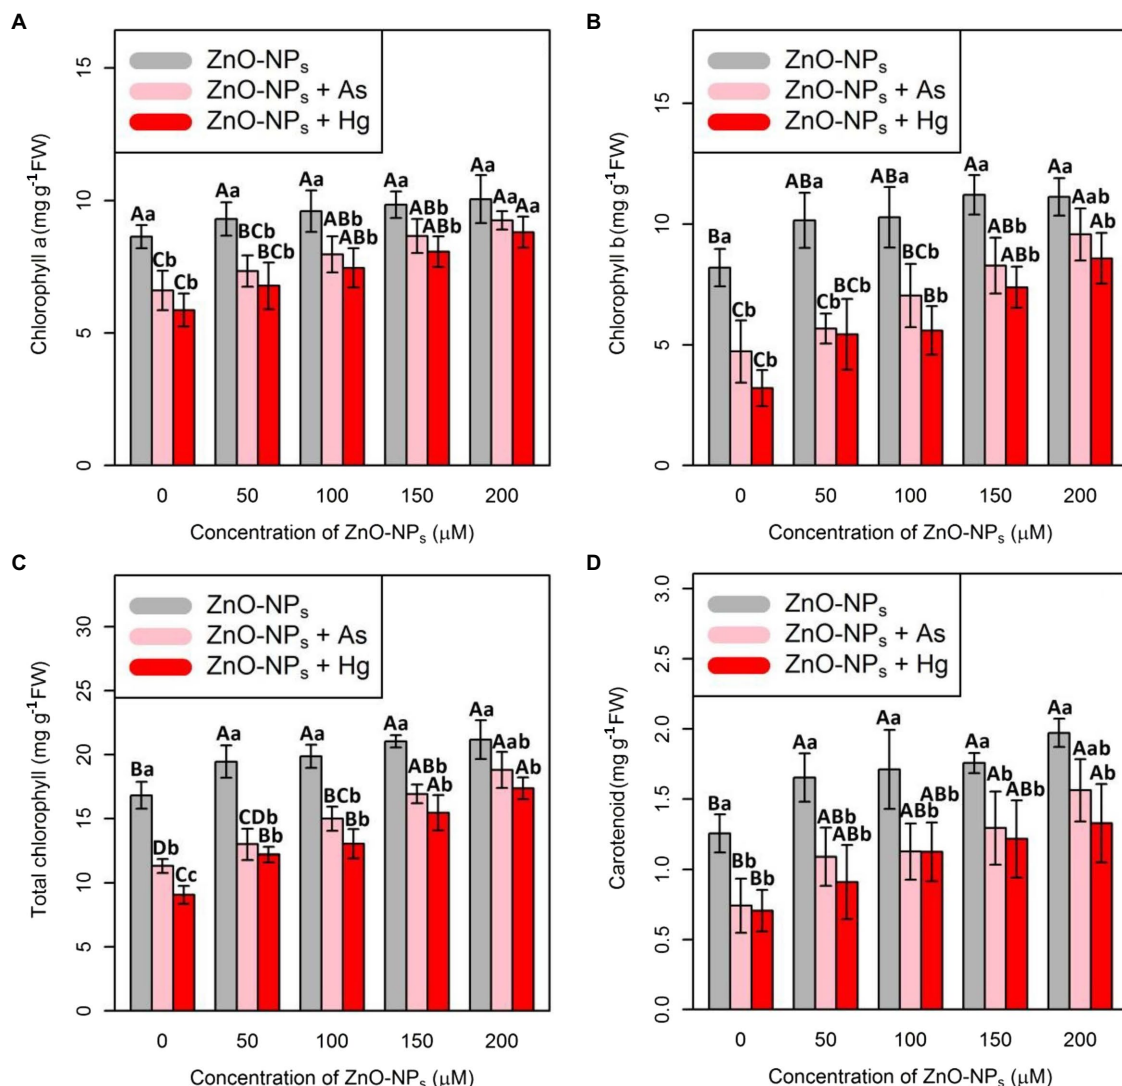 A
ZnO-NPs
ZnO-NPs + As
ZnO-NPs + Hg
Chlorophyll a (mg g-1 FW)
0 5 10 15
Aa Cb Cb
Aa BCb BCb
Aa ABb ABb
Aa ABb ABb
Aa Aa Aa
0 50 100 150 200
Concentration of ZnO-NPs (μM)
B
ZnO-NPs
ZnO-NPs + As
ZnO-NPs + Hg
Chlorophyll b (mg g-1 FW)
0 5 10 15
Ba Cb Cb
ABa Cb BCb
ABa BCb Bb
Aa ABb ABb
Aa Aab Ab
0 50 100 150 200
Concentration of ZnO-NPs (μM)
C
ZnO-NPs
ZnO-NPs + As
ZnO-NPs + Hg
Total chlorophyll (mg g-1 FW)
0 5 10 15 20 25 30
Ba Db Cc
Aa CDb Bb
Aa BCb Bb
Aa ABb Ab
Aa Aab Ab
0 50 100 150 200
Concentration of ZnO-NPs (μM)
D
ZnO-NPs
ZnO-NPs + As
ZnO-NPs + Hg
Carotenoid (mg g-1 FW)
0.0 0.5 1.0 1.5 2.0 2.5 3.0
Ba Bb Bb
Aa ABb ABb
Aa ABb ABb
Aa Ab ABb
Aa Aab Ab
0 50 100 150 200
Concentration of ZnO-NPs (μM)